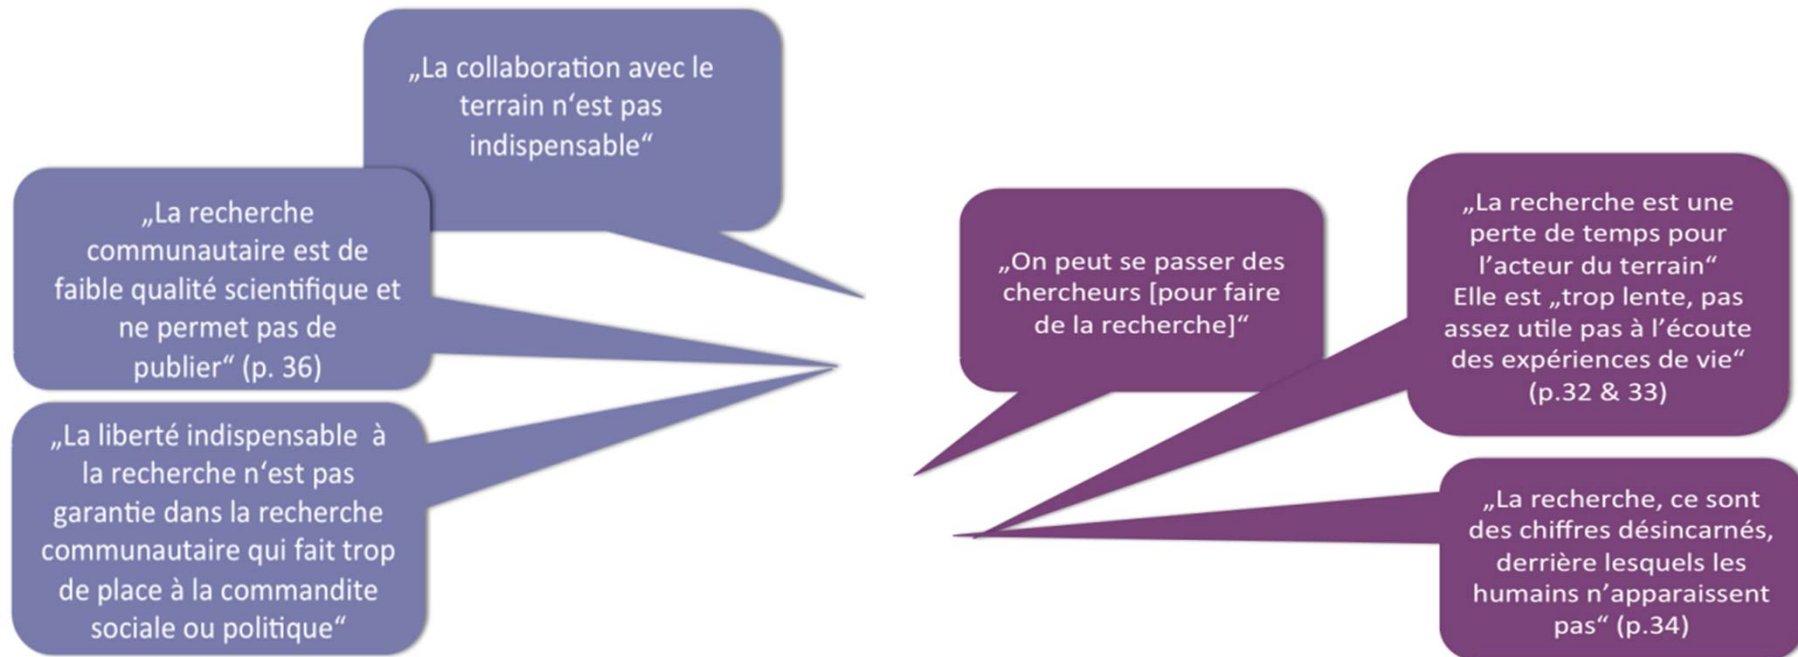 „La collaboration avec le
terrain n‘est pas
indispensable“
„La recherche
communautaire est de
faible qualité scientifique et
ne permet pas de
publier“ (p. 36)
„La liberté indispensable à
la recherche n‘est pas
garantie dans la recherche
communautaire qui fait trop
de place à la commandite
sociale ou politique“
„On peut se passer des
chercheurs [pour faire
de la recherche]“
„La recherche est une
perte de temps pour
l’acteur du terrain“
Elle est „trop lente, pas
assez utile pas à l’écoute
des expériences de vie“
(p.32 & 33)
„La recherche, ce sont
des chiffres désincarnés,
derrière lesquels les
humains n’apparaissent
pas“ (p.34)